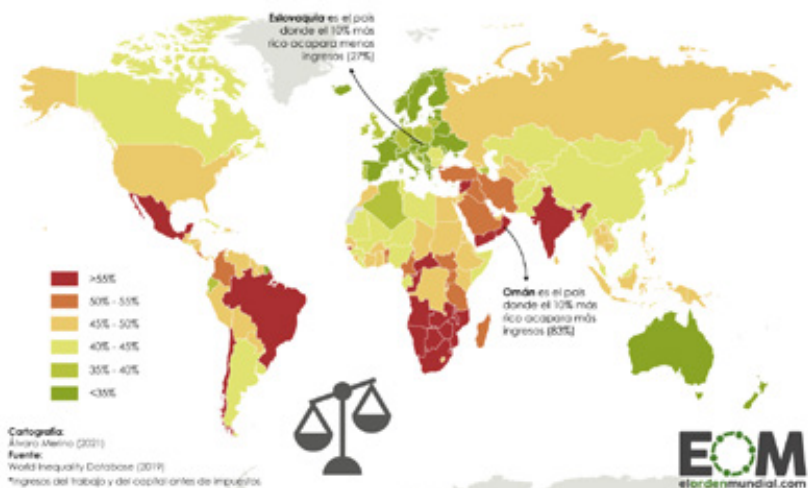 Eslovaquia es el país
donde el 10% más
rico acapara menos
ingresos (27%)
Omán es el país
donde el 10% más
rico acapara más
ingresos (83%)
>55%
50% - 55%
45% - 50%
40% - 45%
35% - 40%
<35%
Cartografía:
Álvaro Merino (2021)
Fuente:
World Inequality Database (2019)
*Ingresos del trabajo y del capital antes de impuestos
EOM
elordenmundial.com